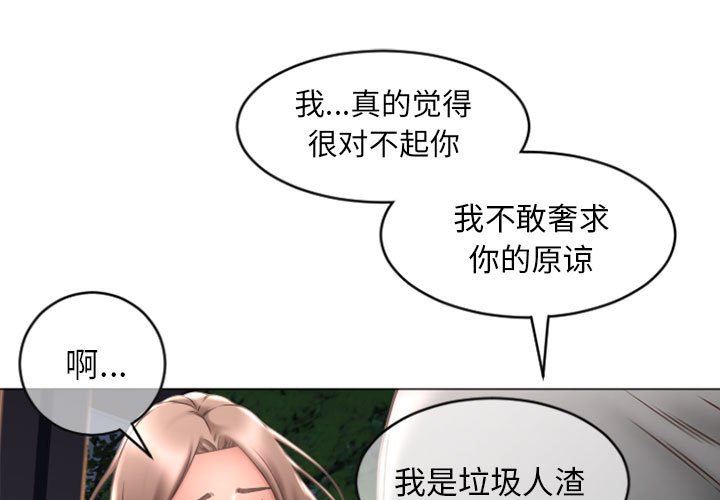 我...真的觉得
很对不起你
我不敢奢求
你的原谅
啊...
我是垃圾人渣